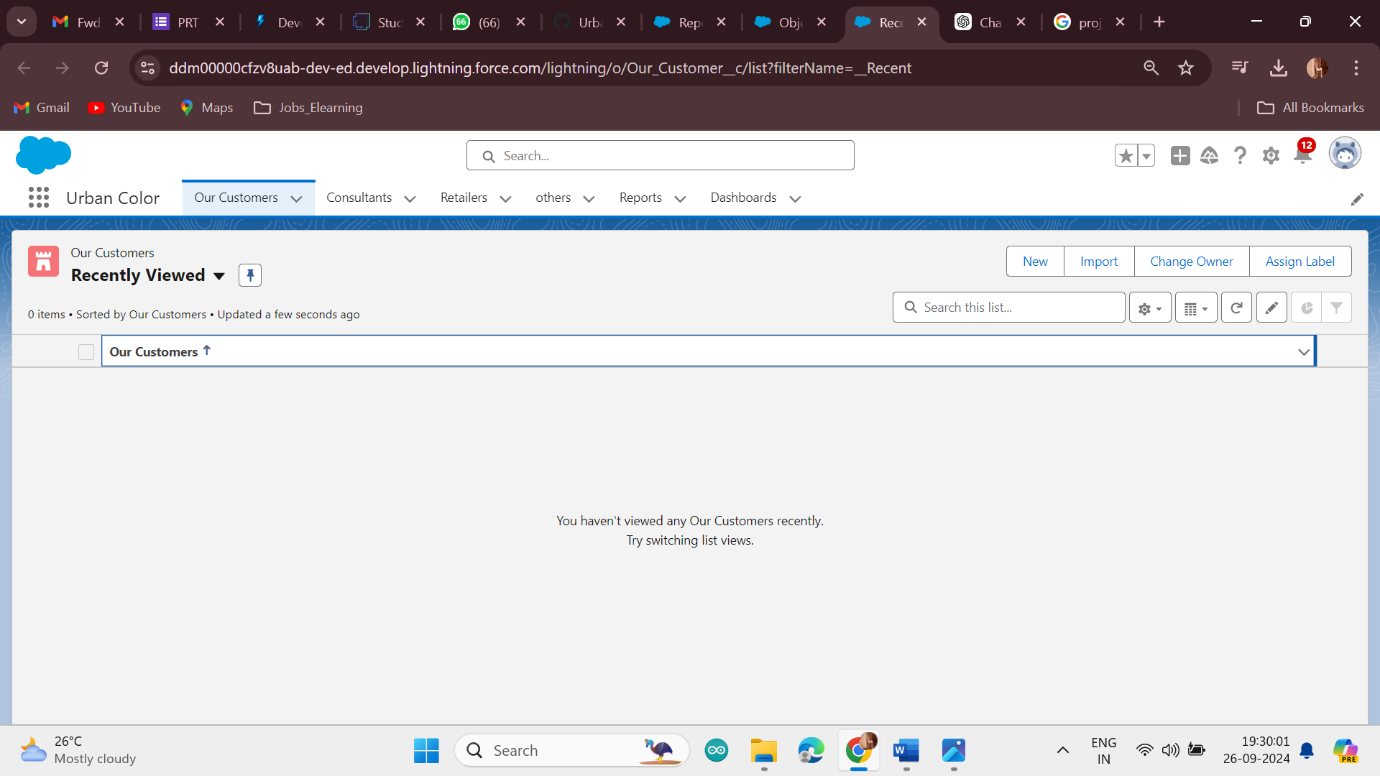 Fwd
PRT
Dev
Stud
66
(66)
Urb
Rep
Obj
Rec
Cha
proj
ddm00000cfzv8uab-dev-ed.develop.lightning.force.com/lightning/o/Our_Customer__c/list?filterName=__Recent
Gmail
YouTube
Maps
Jobs_Elearning
All Bookmarks
Search...
12
Urban Color
Our Customers
Consultants
Retailers
others
Reports
Dashboards
Our Customers
Recently Viewed
New
Import
Change Owner
Assign Label
0 items • Sorted by Our Customers • Updated a few seconds ago
Search this list...
Our Customers ↑
You haven't viewed any Our Customers recently.
Try switching list views.
26°C
Mostly cloudy
Search
ENG
IN
19:30:01
26-09-2024
PRE